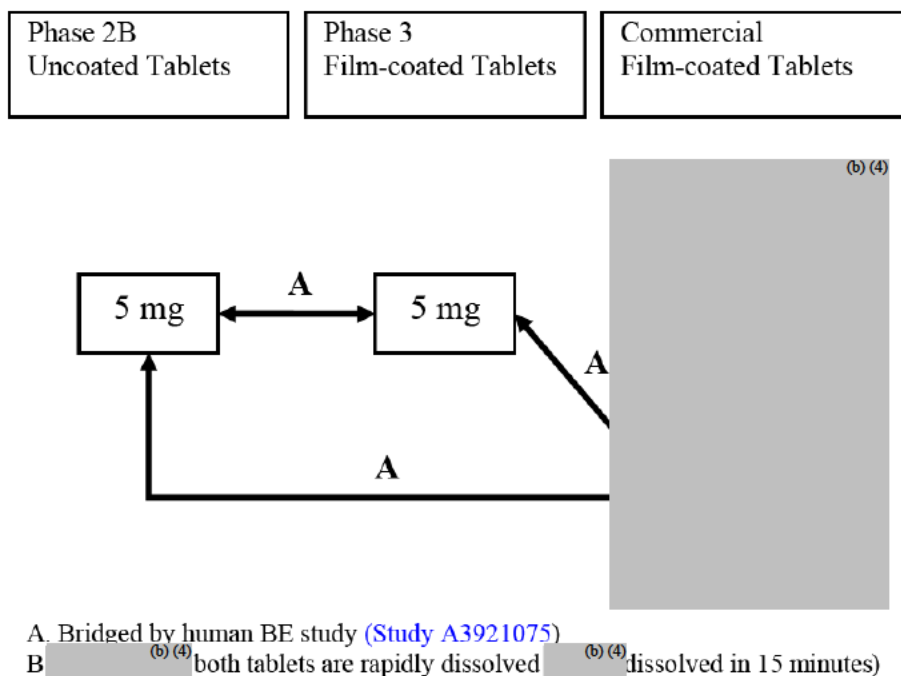 Phase 2B
Uncoated Tablets
Phase 3
Film-coated Tablets
Commercial
Film-coated Tablets
(b) (4)
A
5 mg
5 mg
A
A
A. Bridged by human BE study (Study A3921075)
B (b) (4) both tablets are rapidly dissolved (b) (4) dissolved in 15 minutes)